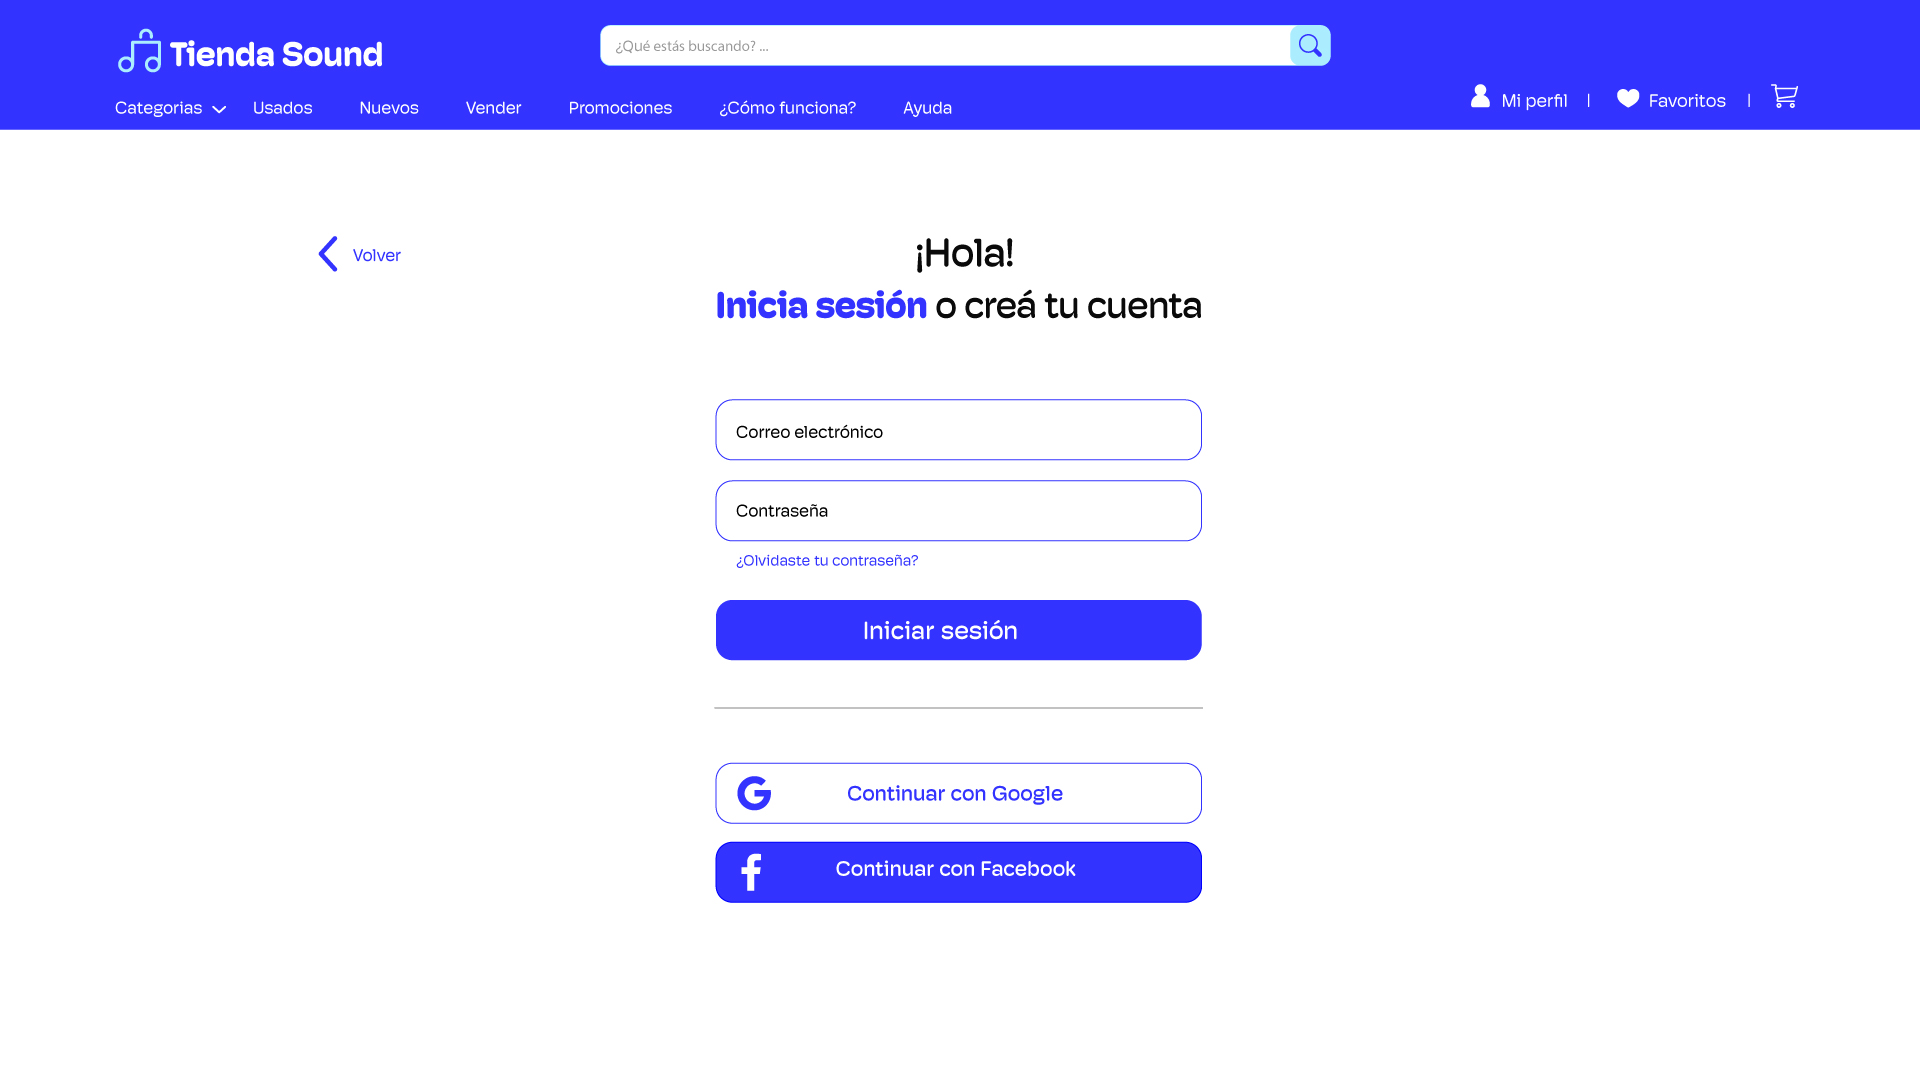 Tienda Sound
¿Qué estás buscando? ...
Categorias Usados Nuevos Vender Promociones ¿Cómo funciona? Ayuda
Mi perfil | Favoritos |
Volver
¡Hola!
Inicia sesión o creá tu cuenta
Correo electrónico
Contraseña
¿Olvidaste tu contraseña?
Iniciar sesión
Continuar con Google
Continuar con Facebook